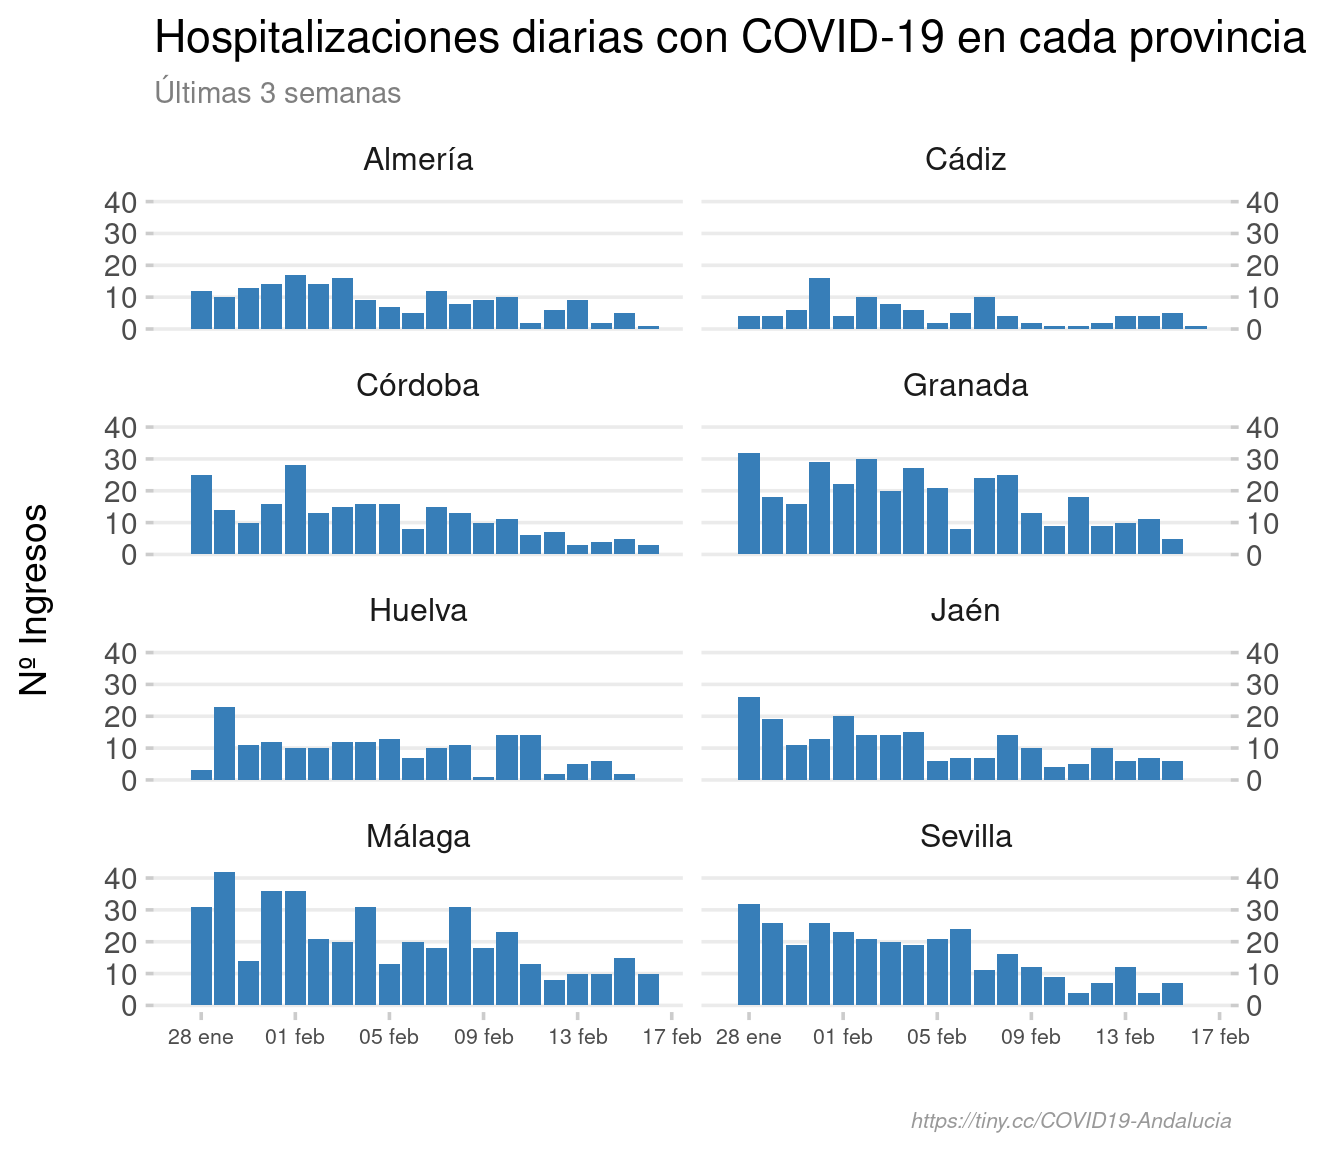 Hospitalizaciones diarias con COVID-19 en cada provincia
Últimas 3 semanas
Almería
Cádiz
40
30
20
10
0
40
30
20
10
0
Córdoba
Granada
40
30
20
10
0
40
30
20
10
0
Nº Ingresos
Huelva
Jaén
40
30
20
10
0
40
30
20
10
0
Málaga
Sevilla
40
30
20
10
0
40
30
20
10
0
28 ene 01 feb 05 feb 09 feb 13 feb 17 feb
28 ene 01 feb 05 feb 09 feb 13 feb 17 feb
https://tiny.cc/COVID19-Andalucia